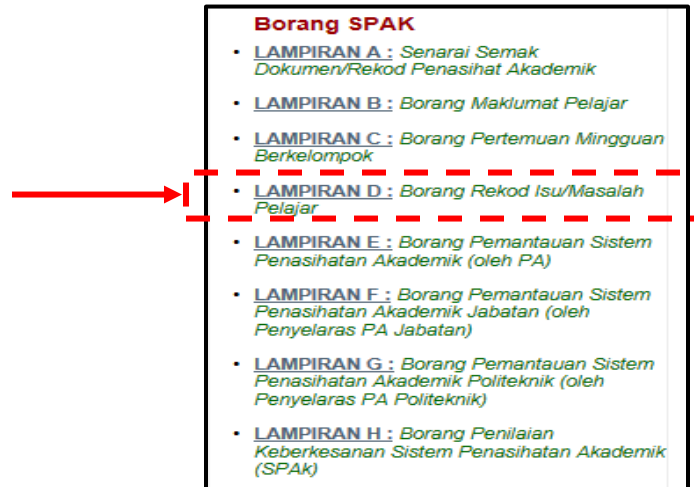 Borang SPAK
• LAMPIRAN A : Senarai Semak
Dokumen/Rekod Penasihat Akademik
• LAMPIRAN B : Borang Maklumat Pelajar
• LAMPIRAN C : Borang Pertemuan Mingguan
Berkelompok
• LAMPIRAN D : Borang Rekod Isu/Masalah
Pelajar
• LAMPIRAN E : Borang Pemantauan Sistem
Penasihatan Akademik (oleh PA)
• LAMPIRAN F : Borang Pemantauan Sistem
Penasihatan Akademik Jabatan (oleh
Penyelaras PA Jabatan)
• LAMPIRAN G : Borang Pemantauan Sistem
Penasihatan Akademik Politeknik (oleh
Penyelaras PA Politeknik)
• LAMPIRAN H : Borang Penilaian
Keberkesanan Sistem Penasihatan Akademik
(SPAk)